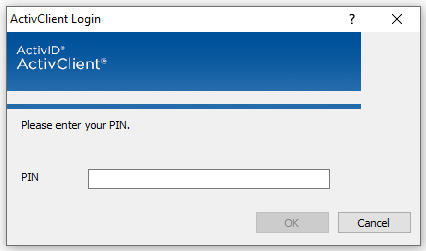 ActivClient Login
?
ActivID®
ActivClient®
Please enter your PIN.
PIN
OK
Cancel